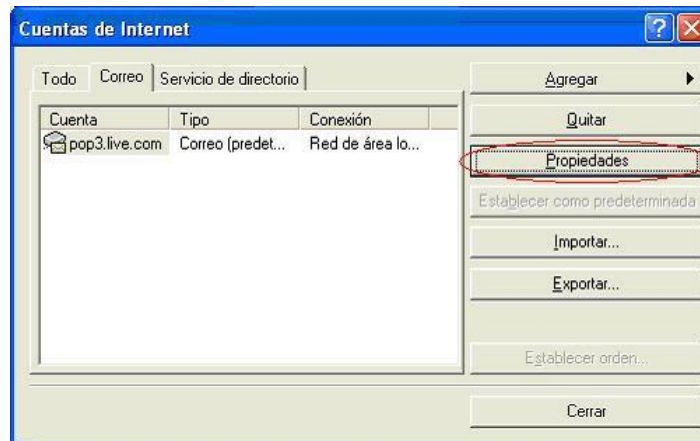 Cuentas de Internet
Todo Correo Servicio de directorio
Cuenta Tipo Conexión
pop3.live.com Correo (predet... Red de área lo...
Agregar
Quitar
Propiedades
Establecer como predeterminada
Importar...
Exportar...
Establecer orden...
Cerrar